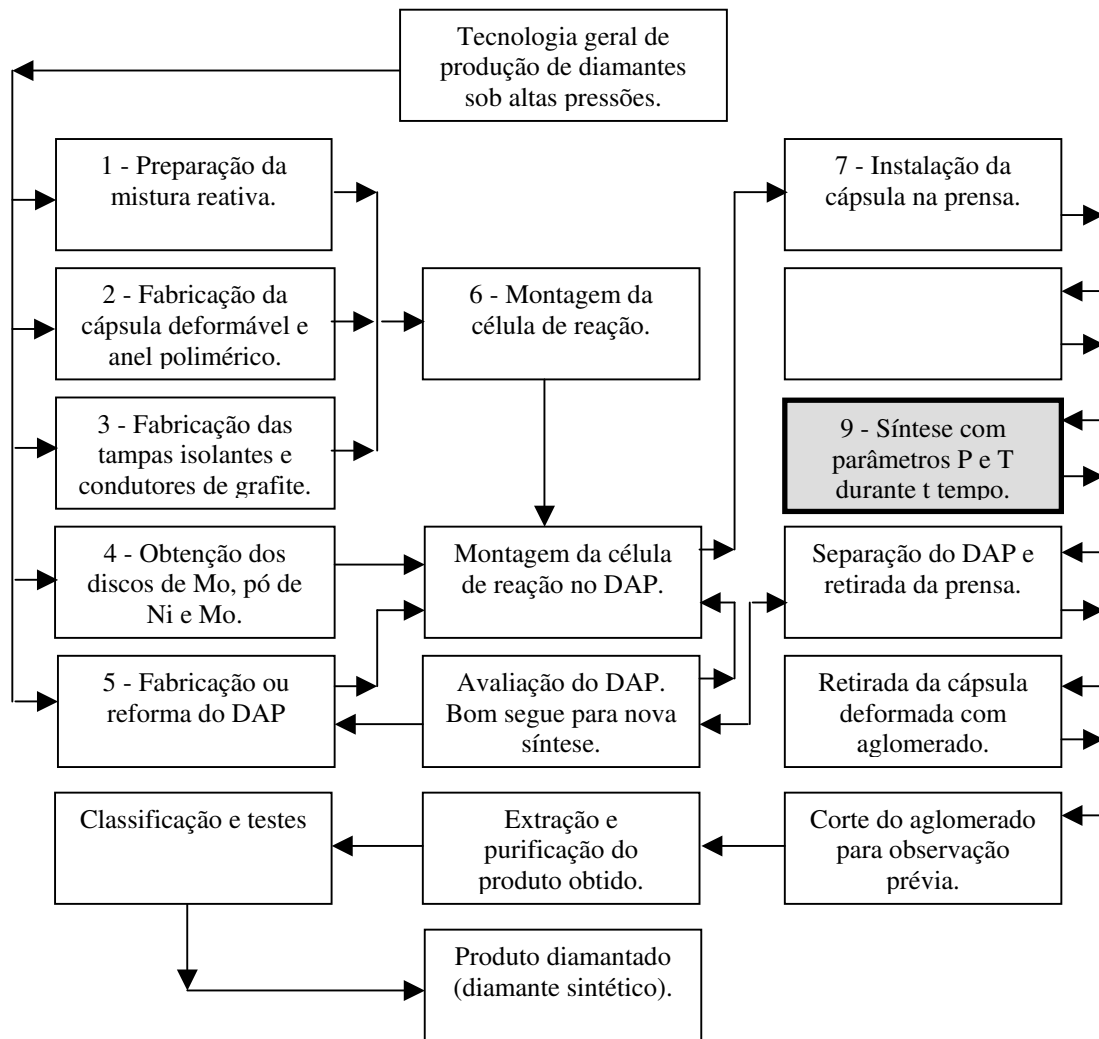 Tecnologia geral de
produção de diamantes
sob altas pressões.
1 - Preparação da
mistura reativa.
2 - Fabricação da
cápsula deformável e
anel polimérico.
3 - Fabricação das
tampas isolantes e
condutores de grafite.
4 - Obtenção dos
discos de Mo, pó de
Ni e Mo.
5 - Fabricação ou
reforma do DAP
6 - Montagem da
célula de reação.
Montagem da célula
de reação no DAP.
Avaliação do DAP.
Bom segue para nova
síntese.
7 - Instalação da
cápsula na prensa.
9 - Síntese com
parâmetros P e T
durante t tempo.
Separação do DAP e
retirada da prensa.
Retirada da cápsula
deformada com
aglomerado.
Corte do aglomerado
para observação
prévia.
Extração e
purificação do
produto obtido.
Classificação e testes
Produto diamantado
(diamante sintético).